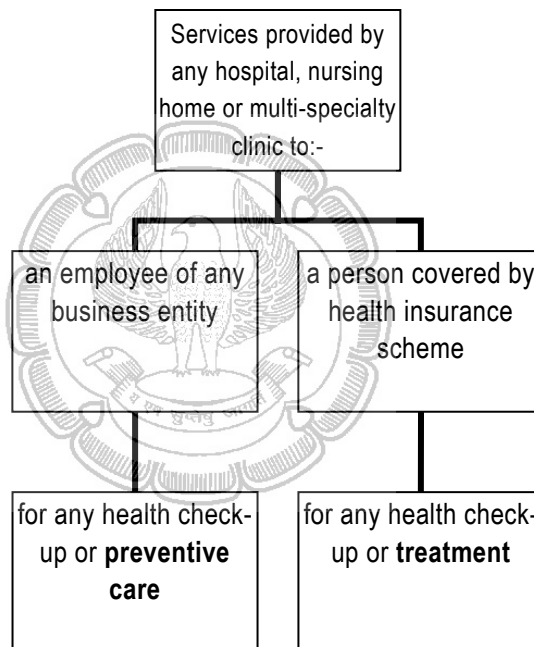 Services provided by
any hospital, nursing
home or multi-specialty
clinic to:-
an employee of any
business entity
a person covered by
health insurance
scheme
य एष सुप्तेषु जागर्ति
for any health check-
up or preventive
care
for any health check-
up or treatment